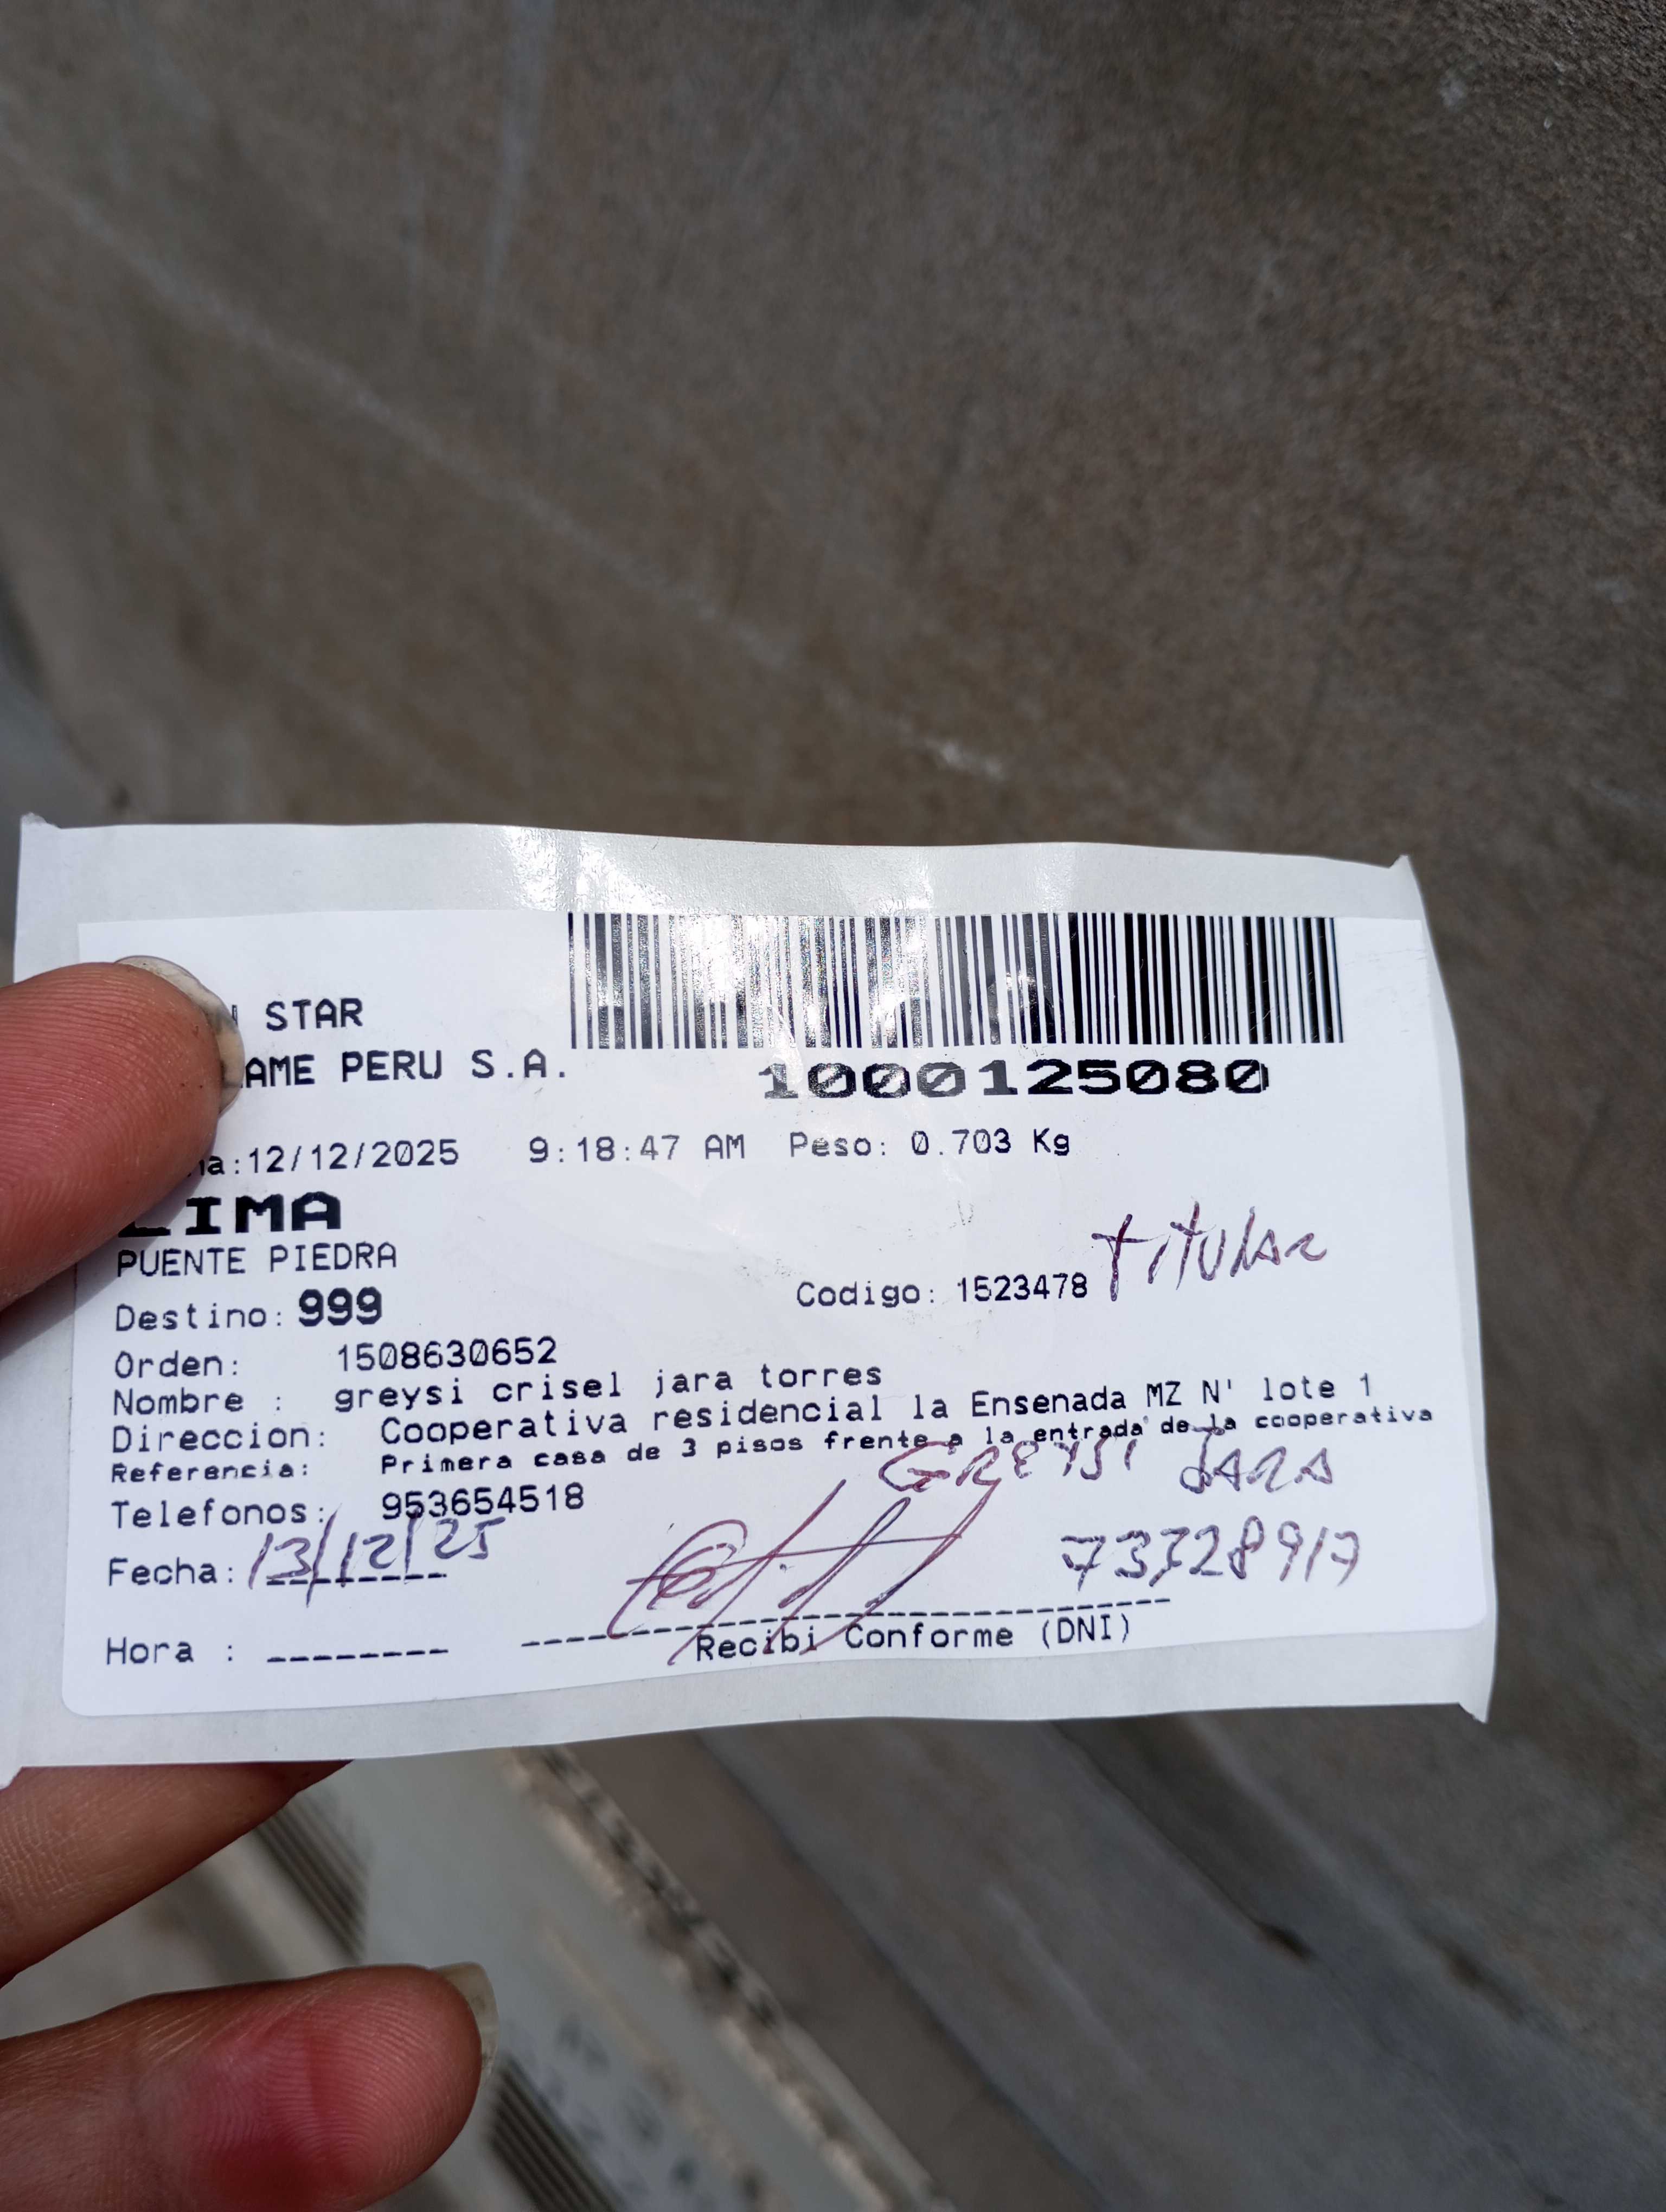 STAR
AME PERU S.A.
1000125080
a:12/12/2025 9:18:47 AM Peso: 0.703 Kg
LIMA
PUENTE PIEDRA
Codigo: 1523478 TITULAR
Destino: 999
Orden: 1508630652
Nombre : greysi crisel jara torres
Direccion: Cooperativa residencial la Ensenada MZ N' lote 1
Referencia: Primera casa de 3 pisos frente a la entrada de la cooperativa
GREYSI JARA
Telefonos: 953654518
Fecha: 13/12/25
73728917
Hora : --------
Recibi Conforme (DNI)